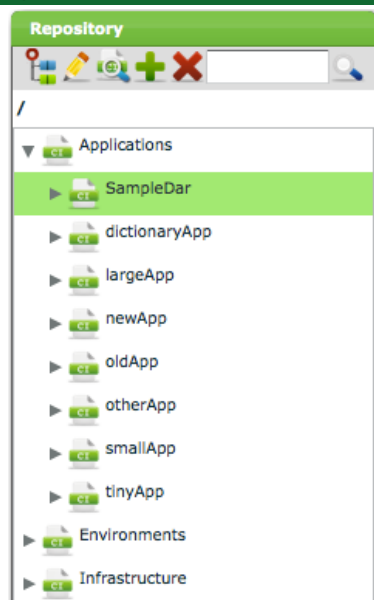 Repository
/
Applications
SampleDar
dictionaryApp
largeApp
newApp
oldApp
otherApp
smallApp
tinyApp
Environments
Infrastructure